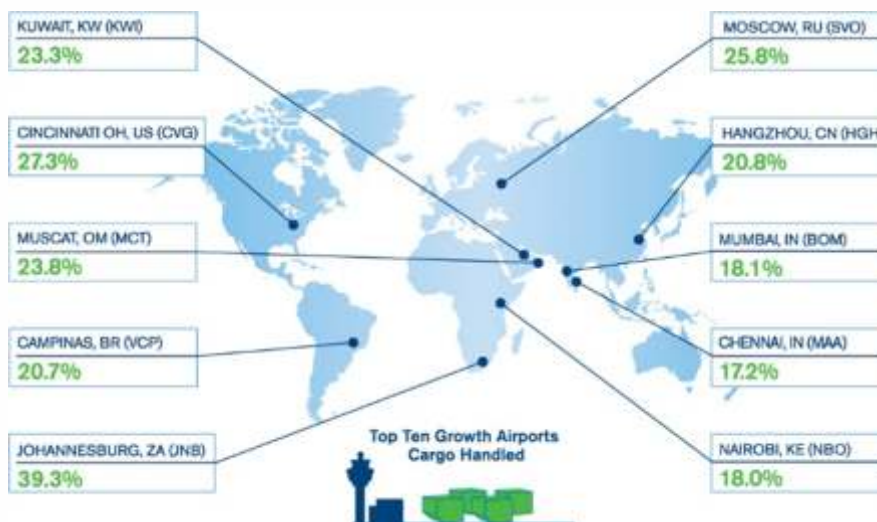 KUWAIT, KW (KWI)
23.3%
MOSCOW, RU (SVO)
25.8%
CINCINNATI OH, US (CVG)
27.3%
HANGZHOU, CN (HGH
20.8%
MUSCAT, OM (MCT)
23.8%
MUMBAI, IN (BOM)
18.1%
CAMPINAS, BR (VCP)
20.7%
CHENNAI, IN (MAA)
17.2%
JOHANNESBURG, ZA (JNB)
39.3%
Top Ten Growth Airports
Cargo Handled
NAIROBI, KE (NBO)
18.0%